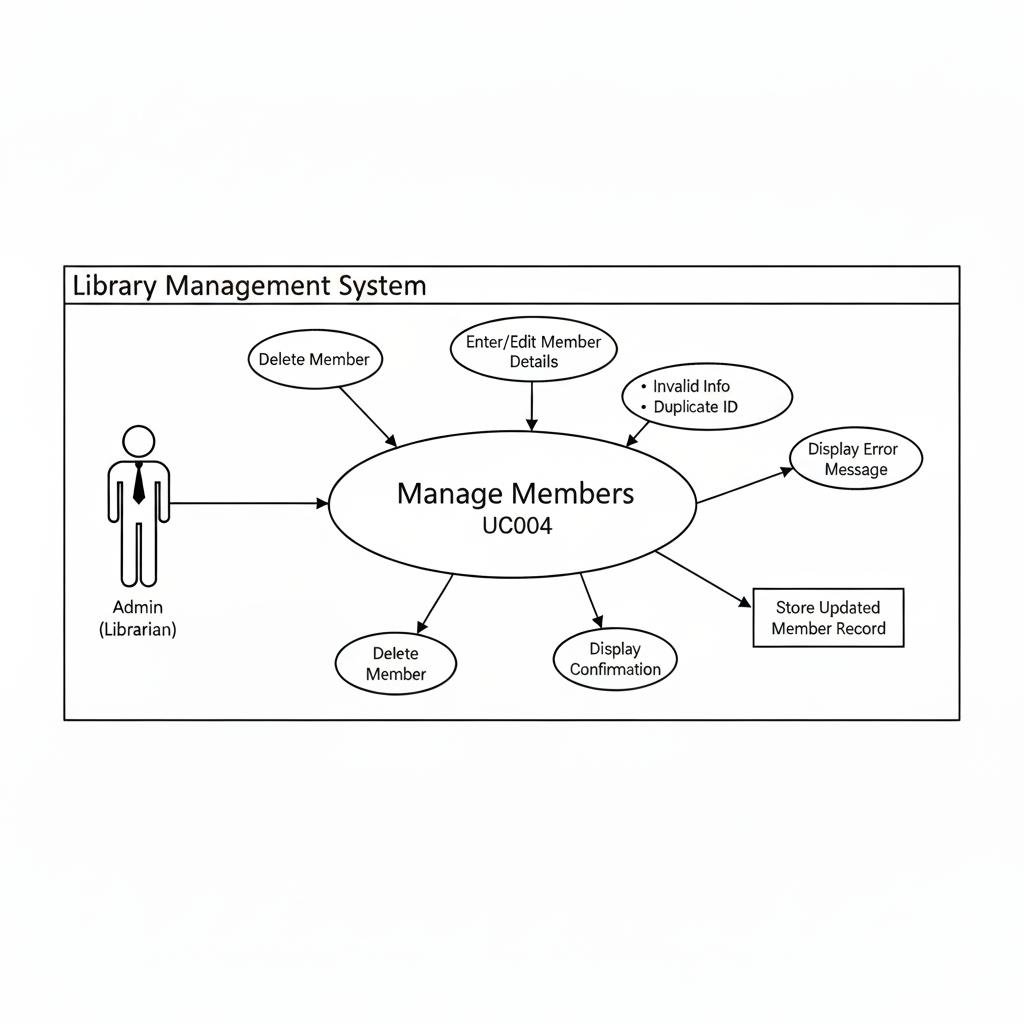 Library Management System
Delete Member
Enter/Edit Member
Details
• Invalid Info
• Duplicate ID
Display Error
Message
Manage Members
UC004
Admin
(Librarian)
Store Updated
Member Record
Delete
Member
Display
Confirmation